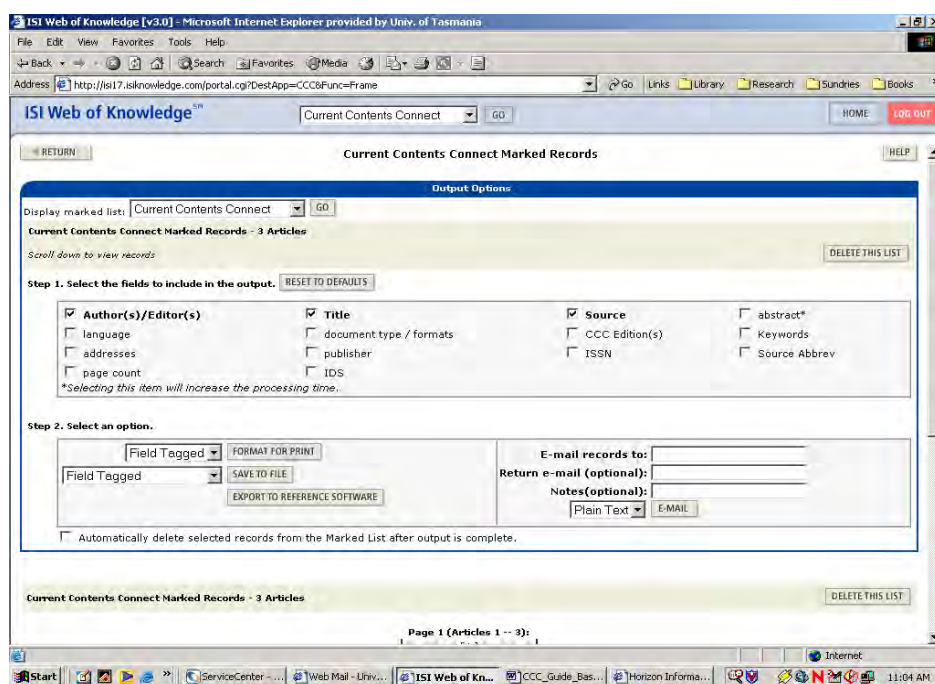 ISI Web of Knowledge [v3.0] - Microsoft Internet Explorer provided by Univ. of Tasmania
File Edit View Favorites Tools Help
Back Search Favorites Media
Address http://isi17.isiknowledge.com/portal.cgi?DestApp=CCC&Func=Frame Go Links Library Research Sundries Books
ISI Web of Knowledge SM Current Contents Connect GO HOME LOG OUT
RETURN Current Contents Connect Marked Records HELP
Output Options
Display marked list: Current Contents Connect GO
Current Contents Connect Marked Records - 3 Articles
Scroll down to view records DELETE THIS LIST
Step 1. Select the fields to include in the output. RESET TO DEFAULTS
Author(s)/Editor(s) Title Source abstract*
language document type / formats CCC Edition(s) Keywords
addresses publisher ISSN Source Abbrev
page count IDS
*Selecting this item will increase the processing time.
Step 2. Select an option.
Field Tagged FORMAT FOR PRINT E-mail records to:
Field Tagged SAVE TO FILE Return e-mail (optional):
EXPORT TO REFERENCE SOFTWARE Notes(optional):
Plain Text E-MAIL
Automatically delete selected records from the Marked List after output is complete.
Current Contents Connect Marked Records - 3 Articles DELETE THIS LIST
Page 1 (Articles 1 -- 3):
Internet
Start ServiceCenter - ... Web Mail - Univ... ISI Web of Kn... CCC_Guide_Bas... Horizon Informa... 11:04 AM